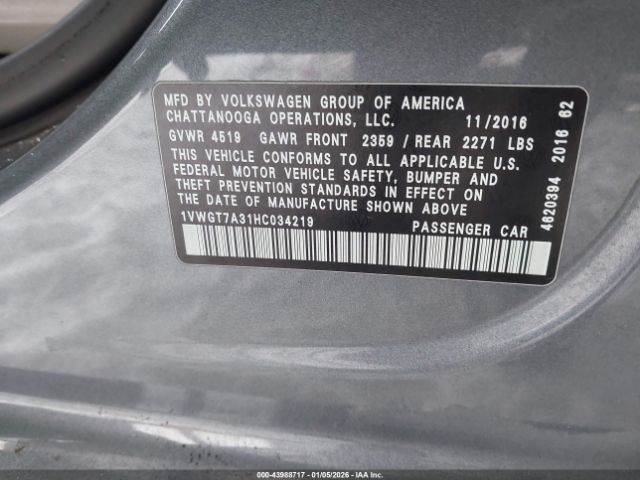 MFD BY VOLKSWAGEN GROUP OF AMERICA
CHATTANOOGA OPERATIONS, LLC. 11/2016
GVWR 4519 GAWR FRONT 2359 / REAR 2271 LBS
THIS VEHICLE CONFORMS TO ALL APPLICABLE U.S.
FEDERAL MOTOR VEHICLE SAFETY, BUMPER AND
THEFT PREVENTION STANDARDS IN EFFECT ON
THE DATE OF MANUFACTURE SHOWN ABOVE
1VWGT7A31HC034219 PASSENGER CAR
4620394 2016 62
000-43988717 - 01/05/2026 - IAAI.COM